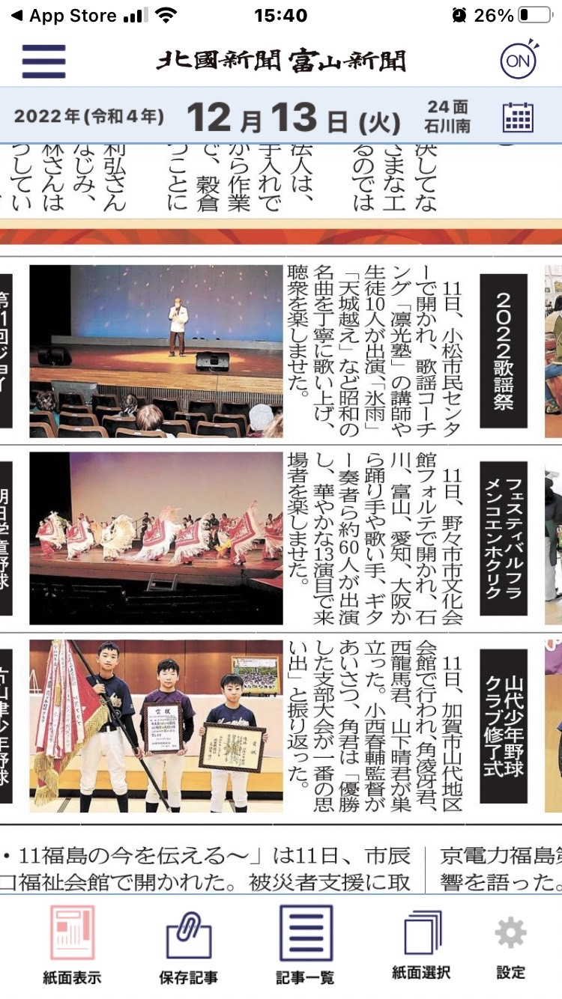 App Store
15:40
26%
北國新聞 富山新聞
ON
2022年(令和4年)
12月13日(火)
24面
石川南
決してな
さまな工
るのでは
法人は、
手入れで
から作業
で、穀倉
つことに
利弘さん
なじみ、
林さんは
らしてい
2022歌謡祭
11日、小松市民センタ
ーで開かれ、歌謡コーチ
ング「凛光塾」の講師や
生徒10人が出演、「氷雨」
「天城越え」など昭和の
名曲を丁寧に歌い上げ、
聴衆を楽しませた。
第1回ジョイ
フェスティバルフラ
メンコエンホクリク
11日、野々市市文化会
館フォルテで開かれ、石
川、富山、愛知、大阪か
ら踊り手や歌い手、ギタ
ー奏者ら約60人が出演
し、華やかな13演目で来
場者を楽しませた。
朝日学童野球
山代少年野球
クラブ修了式
11日、加賀市山代地区
会館で行われ、角凌冴君、
西龍馬君、山下晴君が巣
立った。小西春輔監督が
あいさつ、角君は「優勝
した支部大会が一番の思
い出」と振り返った。
片山津少年野球
賞状
賞状
京電力福島第
響を語った。
・11福島の今を伝える〜」は11日、市辰
口福祉会館で開かれた。被災者支援に取
紙面表示
保存記事
記事一覧
紙面選択
設定